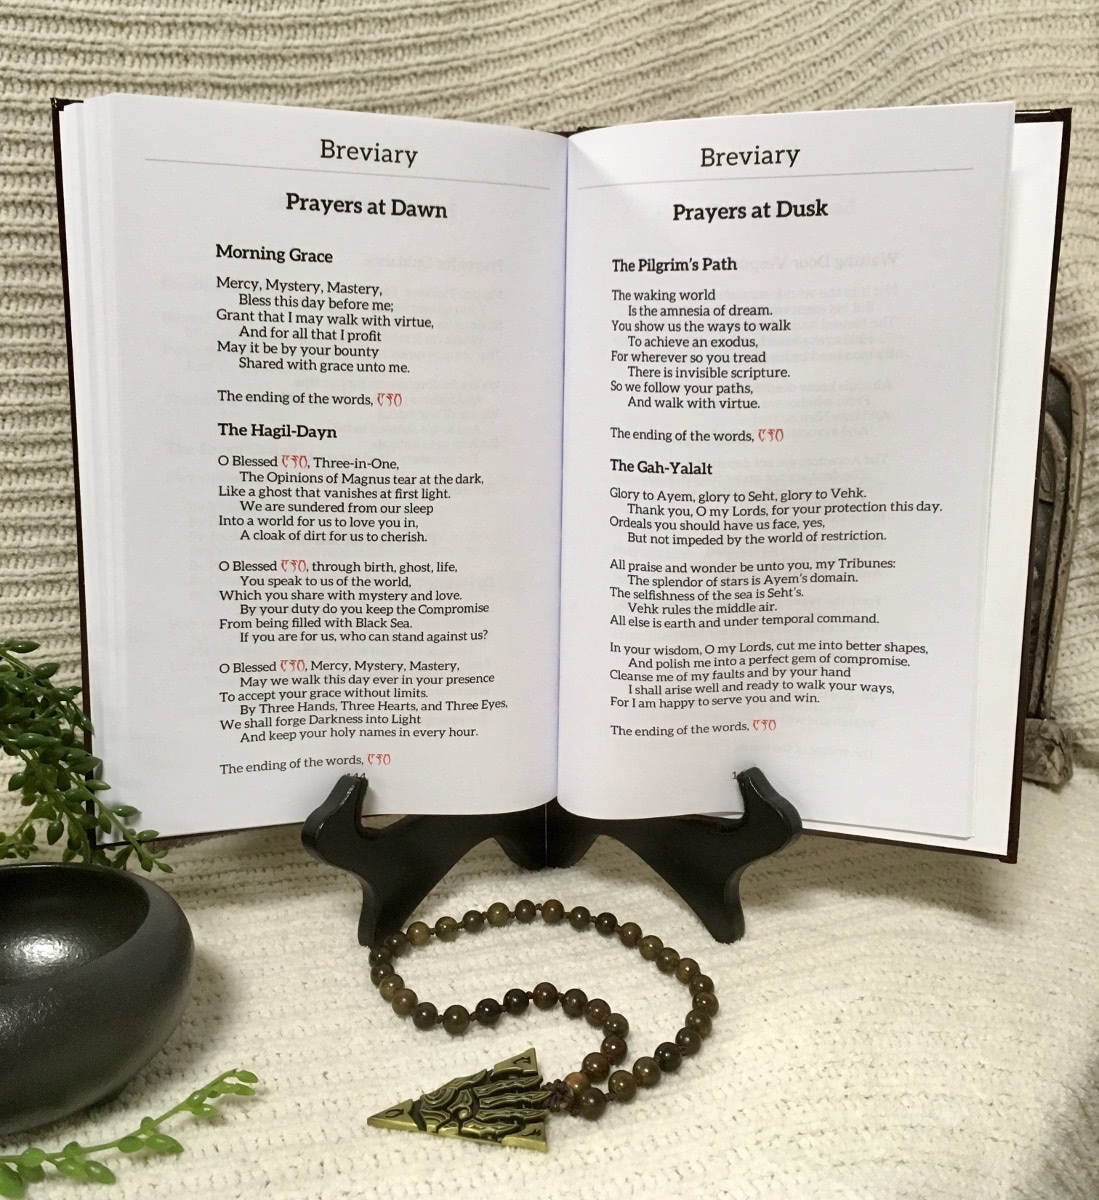 Breviary
Prayers at Dawn
Morning Grace
Mercy, Mystery, Mastery,
Bless this day before me;
Grant that I may walk with virtue,
And for all that I profit
May it be by your bounty
Shared with grace unto me.
The ending of the words,
The Hagil-Dayn
O Blessed , Three-in-One,
The Opinions of Magnus tear at the dark,
Like a ghost that vanishes at first light.
We are sundered from our sleep
Into a world for us to love you in,
A cloak of dirt for us to cherish.
O Blessed , through birth, ghost, life,
You speak to us of the world,
Which you share with mystery and love.
By your duty do you keep the Compromise
From being filled with Black Sea.
If you are for us, who can stand against us?
O Blessed , Mercy, Mystery, Mastery,
May we walk this day ever in your presence
To accept your grace without limits.
By Three Hands, Three Hearts, and Three Eyes,
We shall forge Darkness into Light
And keep your holy names in every hour.
The ending of the words,
Breviary
Prayers at Dusk
The Pilgrim's Path
The waking world
Is the amnesia of dream.
You show us the ways to walk
To achieve an exodus,
For wherever so you tread
There is invisible scripture.
So we follow your paths,
And walk with virtue.
The ending of the words,
The Gah-Yalalt
Glory to Ayem, glory to Seht, glory to Vehk.
Thank you, O my Lords, for your protection this day.
Ordeals you should have us face, yes,
But not impeded by the world of restriction.
All praise and wonder be unto you, my Tribunes:
The splendor of stars is Ayem's domain.
The selfishness of the sea is Seht's.
Vehk rules the middle air.
All else is earth and under temporal command.
In your wisdom, O my Lords, cut me into better shapes,
And polish me into a perfect gem of compromise.
Cleanse me of my faults and by your hand
I shall arise well and ready to walk your ways,
For I am happy to serve you and win.
The ending of the words,